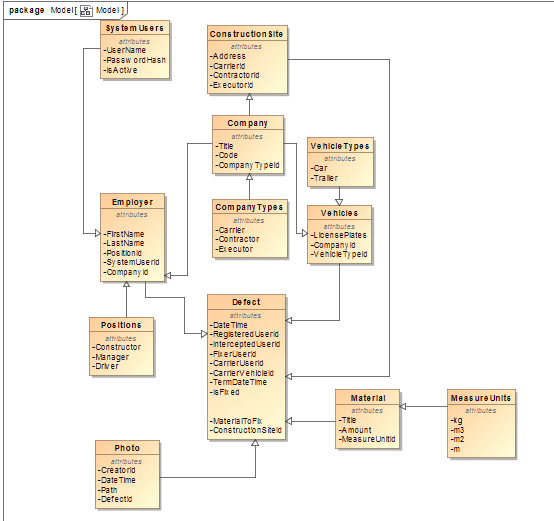 package Model [ Model ]
SystemUsers
attributes
-UserName
-PasswordHash
-IsActive
ConstructionSite
attributes
-Address
-CarrierId
-ContractorId
-ExecutorId
Company
attributes
-Title
-Code
-CompanyTypeId
VehicleTypes
attributes
-Car
-Trailer
Employer
attributes
-FirstName
-LastName
-PositionId
-SystemUserId
-CompanyId
CompanyTypes
attributes
-Carrier
-Contractor
-Executor
Vehicles
attributes
-LicensePlates
-CompanyId
-VehicleTypeId
Positions
attributes
-Constructor
-Manager
-Driver
Defect
attributes
-DateTime
-RegisteredUserId
-InterceptedUserId
-FixerUserId
-CarrierUserId
-CarrierVehicleId
-TermDateTime
-IsFixed
-MaterialToFix
-ConstructionSiteId
Material
attributes
-Title
-Amount
-MeasureUnitId
MeasureUnits
attributes
-kg
-m3
-m2
-m
Photo
attributes
-CreatorId
-DateTime
-Path
-DefectId